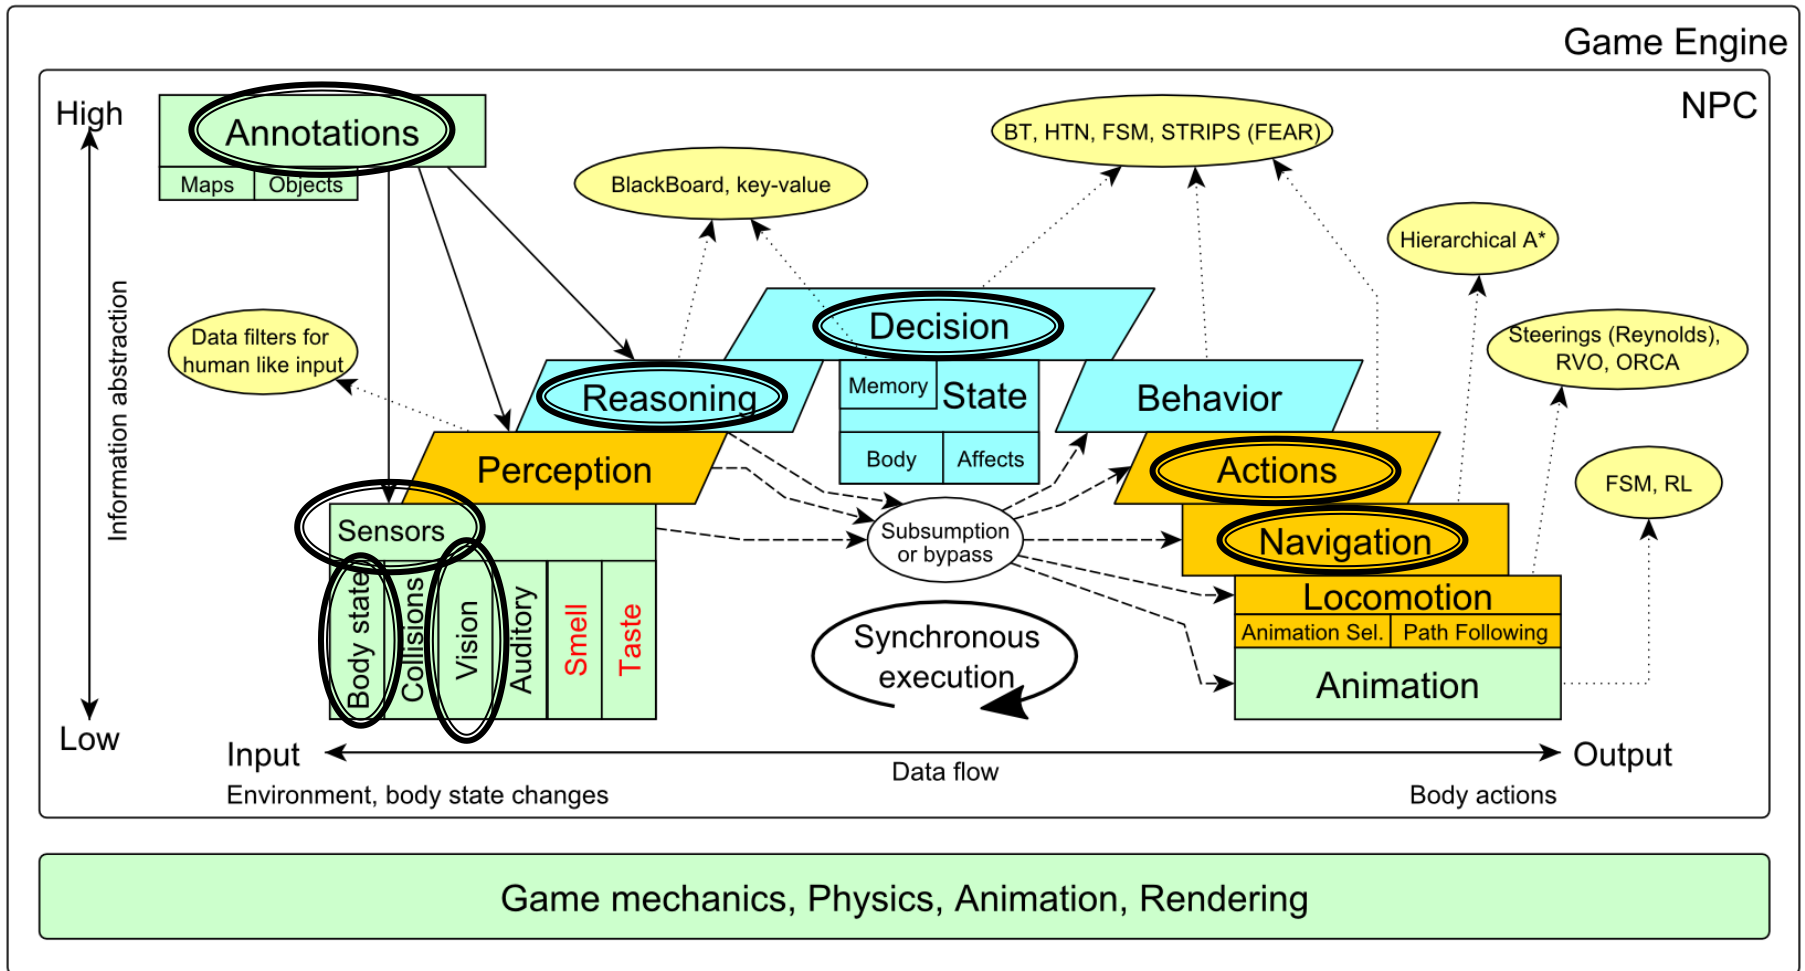 Game Engine
NPC
High
Annotations
Maps
Objects
BlackBoard, key-value
BT, HTN, FSM, STRIPS (FEAR)
Hierarchical A*
Information abstraction
Data filters for
human like input
Decision
Steerings (Reynolds),
RVO, ORCA
Reasoning
Memory
State
Behavior
Body
Affects
Perception
Actions
FSM, RL
Sensors
Subsumption
or bypass
Navigation
Body state
Collisions
Vision
Auditory
Smell
Taste
Locomotion
Animation Sel.
Path Following
Synchronous
execution
Animation
Low
Input
Data flow
Output
Environment, body state changes
Body actions
Game mechanics, Physics, Animation, Rendering